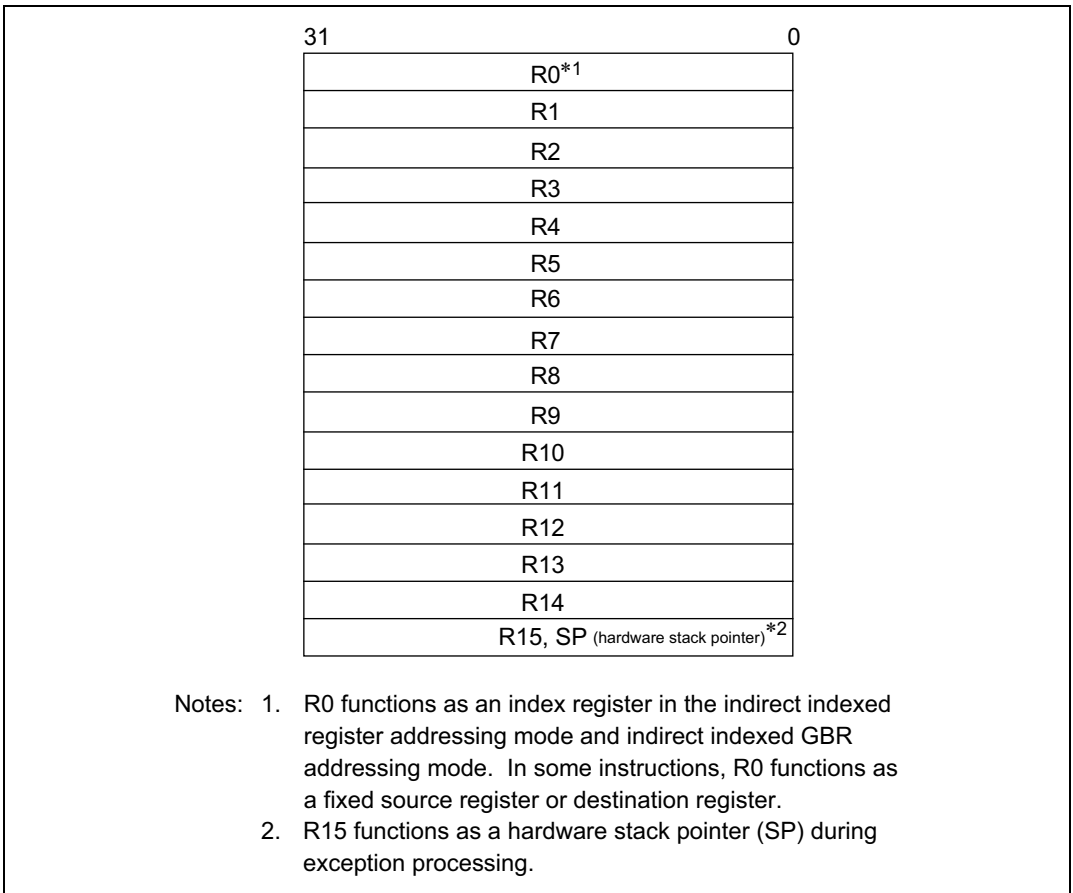 31 0
R0*1
R1
R2
R3
R4
R5
R6
R7
R8
R9
R10
R11
R12
R13
R14
R15, SP (hardware stack pointer)*2
Notes: 1. R0 functions as an index register in the indirect indexed
register addressing mode and indirect indexed GBR
addressing mode. In some instructions, R0 functions as
a fixed source register or destination register.
2. R15 functions as a hardware stack pointer (SP) during
exception processing.